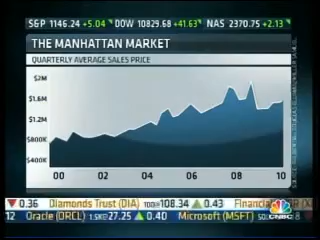 S&P 1146.24 +5.04 DOW 10829.68 +41.63 NAS 2370.75 +2.13
THE MANHATTAN MARKET
QUARTERLY AVERAGE SALES PRICE
$2M
$1.6M
$1.2M
$800K
$400K
00 02 04 06 08 10
0.36 Diamonds Trust (DIA) 108.34 0.43 Financial
12 Oracle (ORCL) 27.25 0.40 Microsoft (MSFT)
CNBC